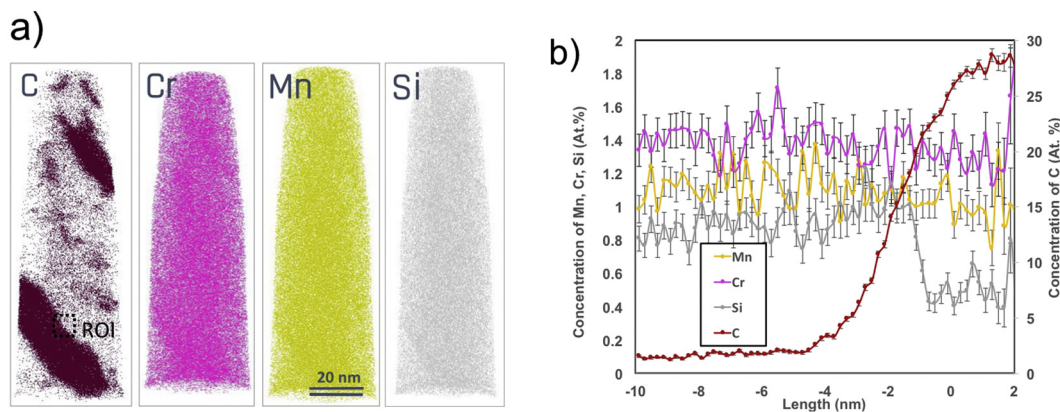 a)
C
Cr
Mn
Si
ROI
20 nm
b)
Concentration of Mn, Cr, Si (At.%)
2
1.8
1.6
1.4
1.2
1
0.8
0.6
0.4
0.2
0
Mn
Cr
Si
C
-10
-8
-6
-4
-2
0
2
Length (nm)
30
25
20
15
10
5
0
Concentration of C (At. %)